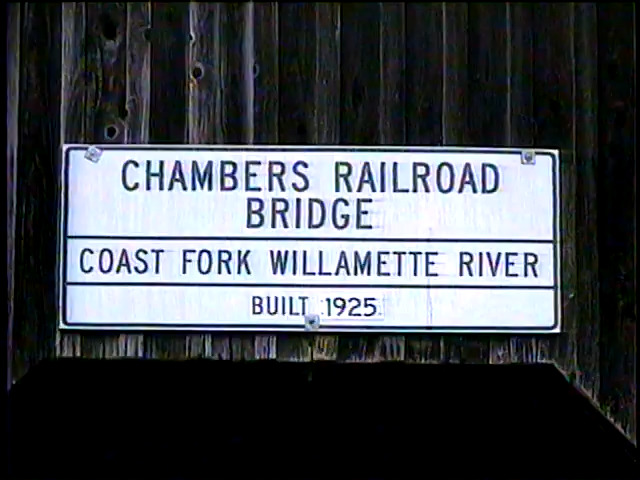 CHAMBERS RAILROAD
BRIDGE
COAST FORK WILLAMETTE RIVER
BUILT 1925